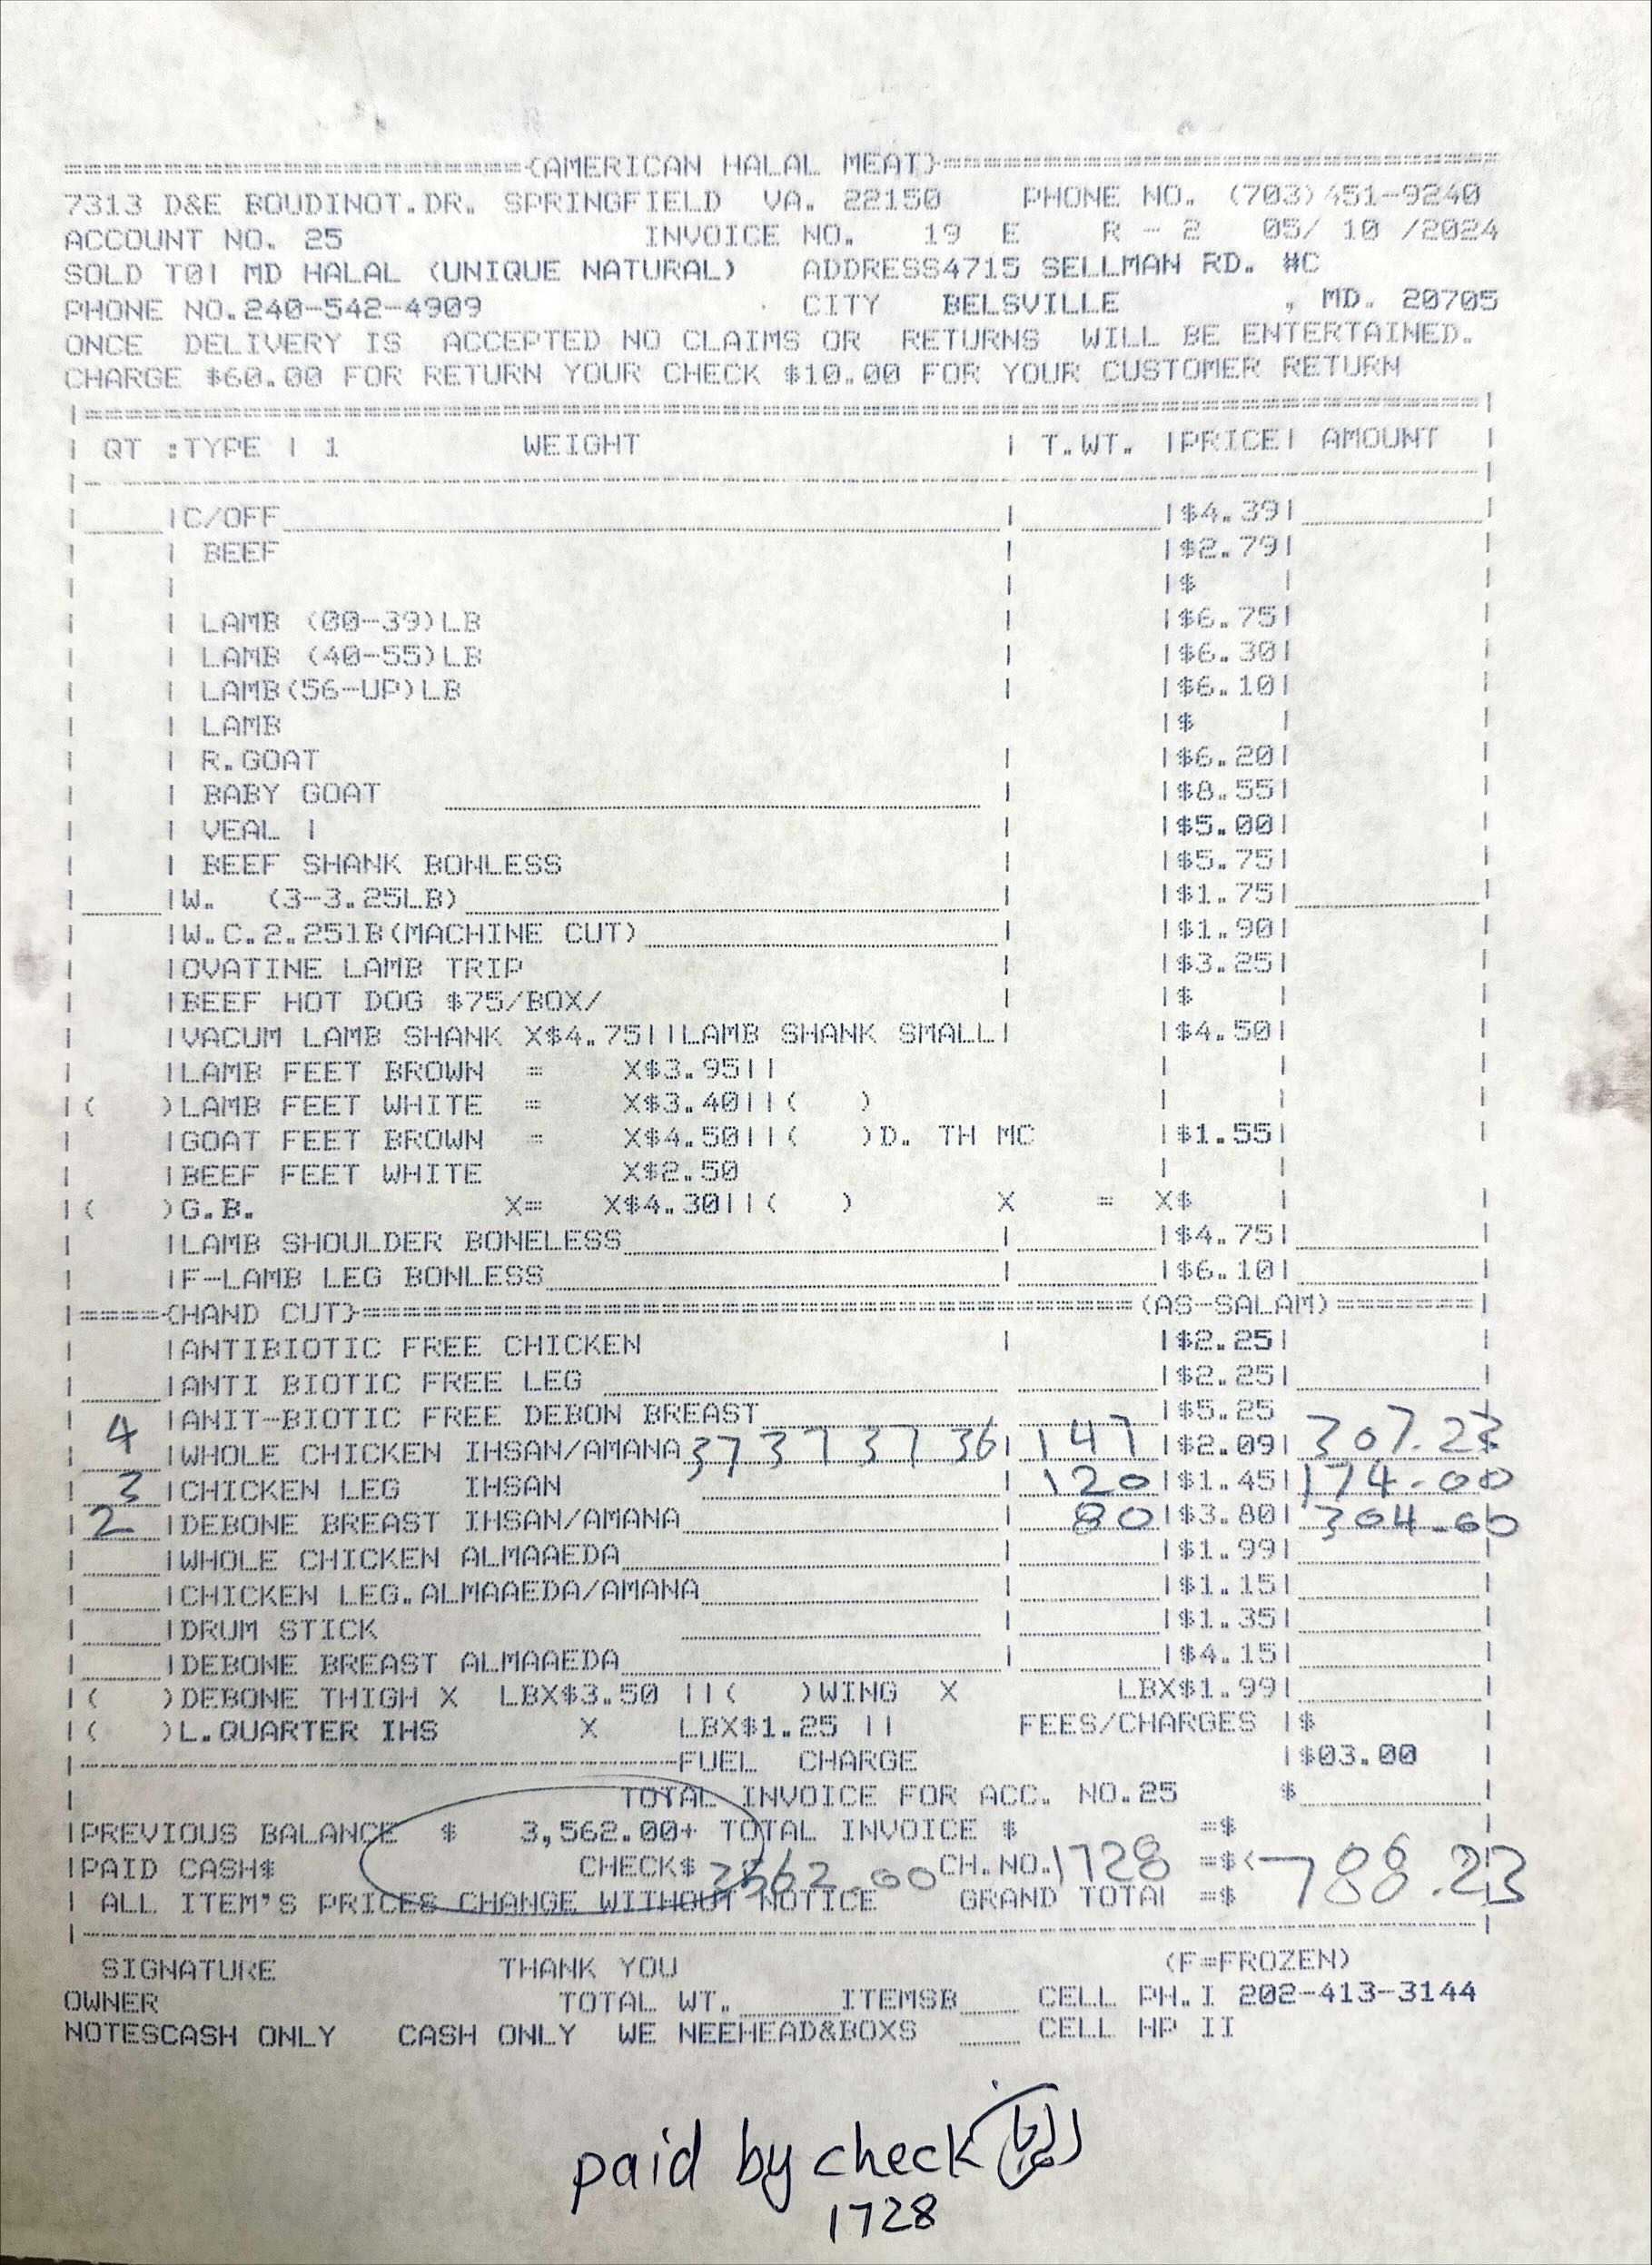 =======================(AMERICAN HALAL MEAT)============================
7313 D&E BOUDINOT.DR. SPRINGFIELD VA. 22150 PHONE NO. (703)451-9240
ACCOUNT NO. 25 INVOICE NO. 19 E R - 2 05/ 10 /2024
SOLD TO| MD HALAL (UNIQUE NATURAL) ADDRESS4715 SELLMAN RD. #C
PHONE NO.240-542-4909 CITY BELSVILLE , MD. 20705
ONCE DELIVERY IS ACCEPTED NO CLAIMS OR RETURNS WILL BE ENTERTAINED.
CHARGE $60.00 FOR RETURN YOUR CHECK $10.00 FOR YOUR CUSTOMER RETURN
| QT :TYPE | 1 WEIGHT | T.WT. |PRICE| AMOUNT |
|C/OFF | |$4.39|
| BEEF | |$2.79|
| |$ |
| LAMB (00-39)LB | |$6.75|
| LAMB (40-55)LB | |$6.30|
| LAMB(56-UP)LB | |$6.10|
| LAMB |$ |
| R.GOAT | |$6.20|
| BABY GOAT | |$8.55|
| VEAL | | |$5.00|
| BEEF SHANK BONLESS | |$5.75|
|W. (3-3.25LB) | |$1.75|
|W.C.2.251B(MACHINE CUT) | |$1.90|
|OVATINE LAMB TRIP | |$3.25|
|BEEF HOT DOG $75/BOX/ | |$ |
|VACUM LAMB SHANK X$4.75||LAMB SHANK SMALL| |$4.50|
|LAMB FEET BROWN = X$3.95||
|( )LAMB FEET WHITE = X$3.40||( )
|GOAT FEET BROWN = X$4.50||( )D. TH MC |$1.55|
|BEEF FEET WHITE X$2.50
|( )G.B. X= X$4.30||( ) X = X$ |
|LAMB SHOULDER BONELESS | |$4.75|
|F-LAMB LEG BONLESS | |$6.10|
|====(HAND CUT)========================================(AS-SALAM)=======|
|ANTIBIOTIC FREE CHICKEN | |$2.25|
|ANTI BIOTIC FREE LEG |$2.25|
|ANIT-BIOTIC FREE DEBON BREAST |$5.25
4 |WHOLE CHICKEN IHSAN/AMANA 37 37 37 36| 147 |$2.09| 307.23
3 |CHICKEN LEG IHSAN 120|$1.45|174.00
2 |DEBONE BREAST IHSAN/AMANA | 80|$3.80| 304.00
|WHOLE CHICKEN ALMAAEDA | |$1.99|
|CHICKEN LEG.ALMAAEDA/AMANA | |$1.15|
|DRUM STICK | |$1.35|
|DEBONE BREAST ALMAAEDA | |$4.15|
|( )DEBONE THIGH X LBX$3.50 ||( )WING X LBX$1.99|
|( )L.QUARTER IHS X LBX$1.25 || FEES/CHARGES |$ |
FUEL CHARGE |$03.00 |
| TOTAL INVOICE FOR ACC. NO.25 $
|PREVIOUS BALANCE $ 3,562.00+ TOTAL INVOICE $ =$ |
|PAID CASH$ CHECK$ 3562.00 CH.NO.1728 =$<
| ALL ITEM'S PRICES CHANGE WITHOUT NOTICE GRAND TOTAL =$ 788.23
SIGNATURE THANK YOU (F=FROZEN)
OWNER TOTAL WT. ITEMSB CELL PH.I 202-413-3144
NOTESCASH ONLY CASH ONLY WE NEEHEAD&BOXS CELL HP II
paid by check
1728